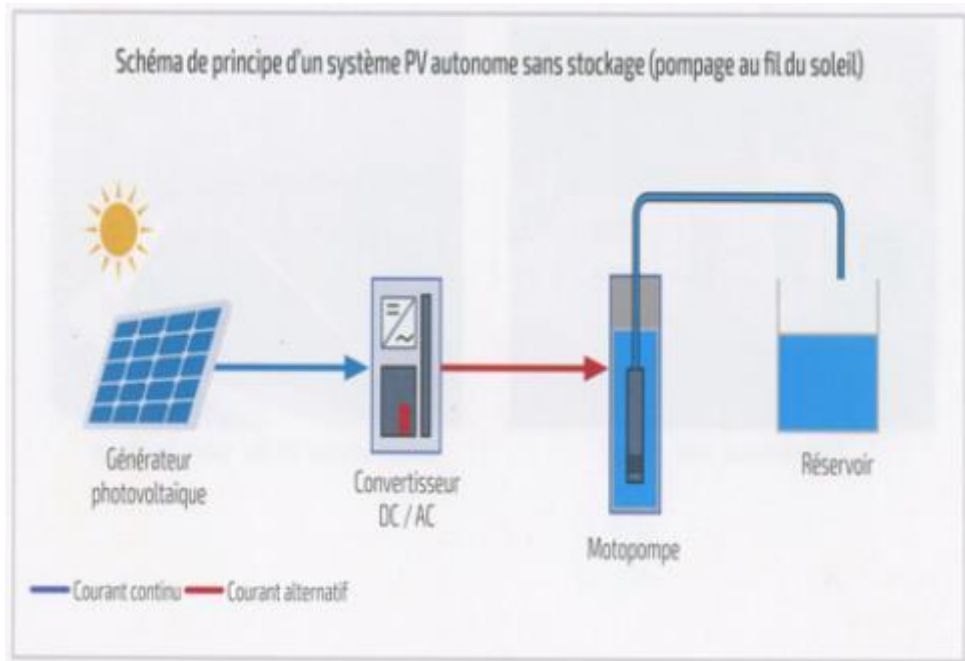 Schéma de principe d'un système PV autonome sans stockage (pompage au fil du soleil)
Générateur
photovoltaïque
Convertisseur
DC / AC
Motopompe
Réservoir
Courant continu
Courant alternatif